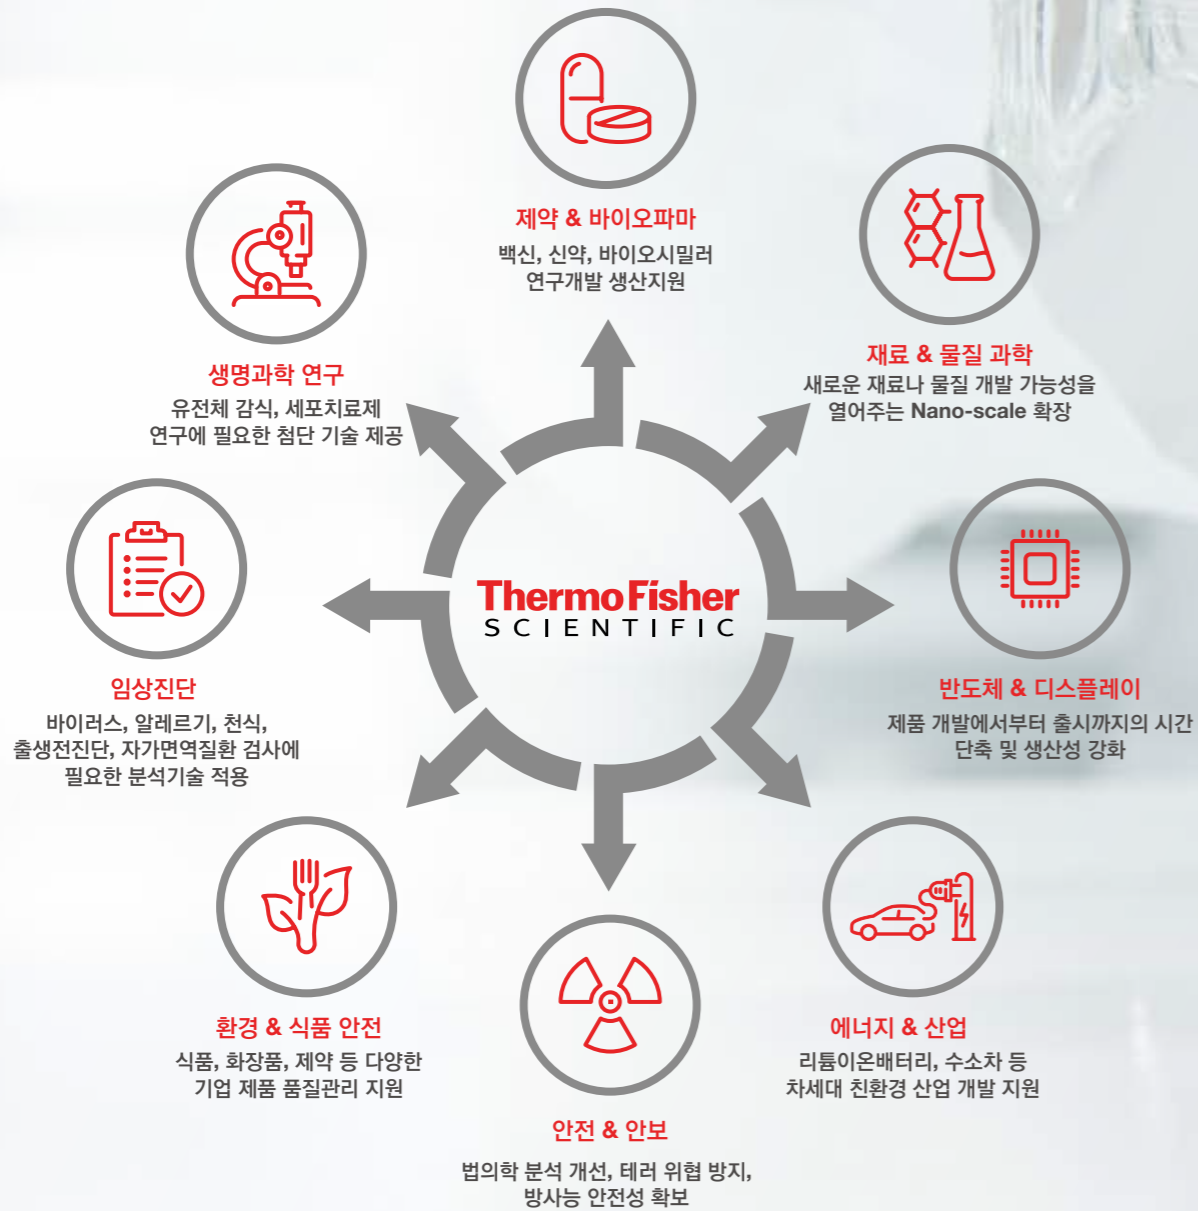 제약 & 바이오파마
백신, 신약, 바이오시밀러
연구개발 생산지원
재료 & 물질 과학
새로운 재료나 물질 개발 가능성을
열어주는 Nano-scale 확장
생명과학 연구
유전체 감식, 세포치료제
연구에 필요한 첨단 기술 제공
ThermoFisher
SCIENTIFIC
반도체 & 디스플레이
제품 개발에서부터 출시까지의 시간
단축 및 생산성 강화
임상진단
바이러스, 알레르기, 천식,
출생전진단, 자가면역질환 검사에
필요한 분석기술 적용
에너지 & 산업
리튬이온배터리, 수소차 등
차세대 친환경 산업 개발 지원
환경 & 식품 안전
식품, 화장품, 제약 등 다양한
기업 제품 품질관리 지원
안전 & 안보
법의학 분석 개선, 테러 위협 방지,
방사능 안전성 확보